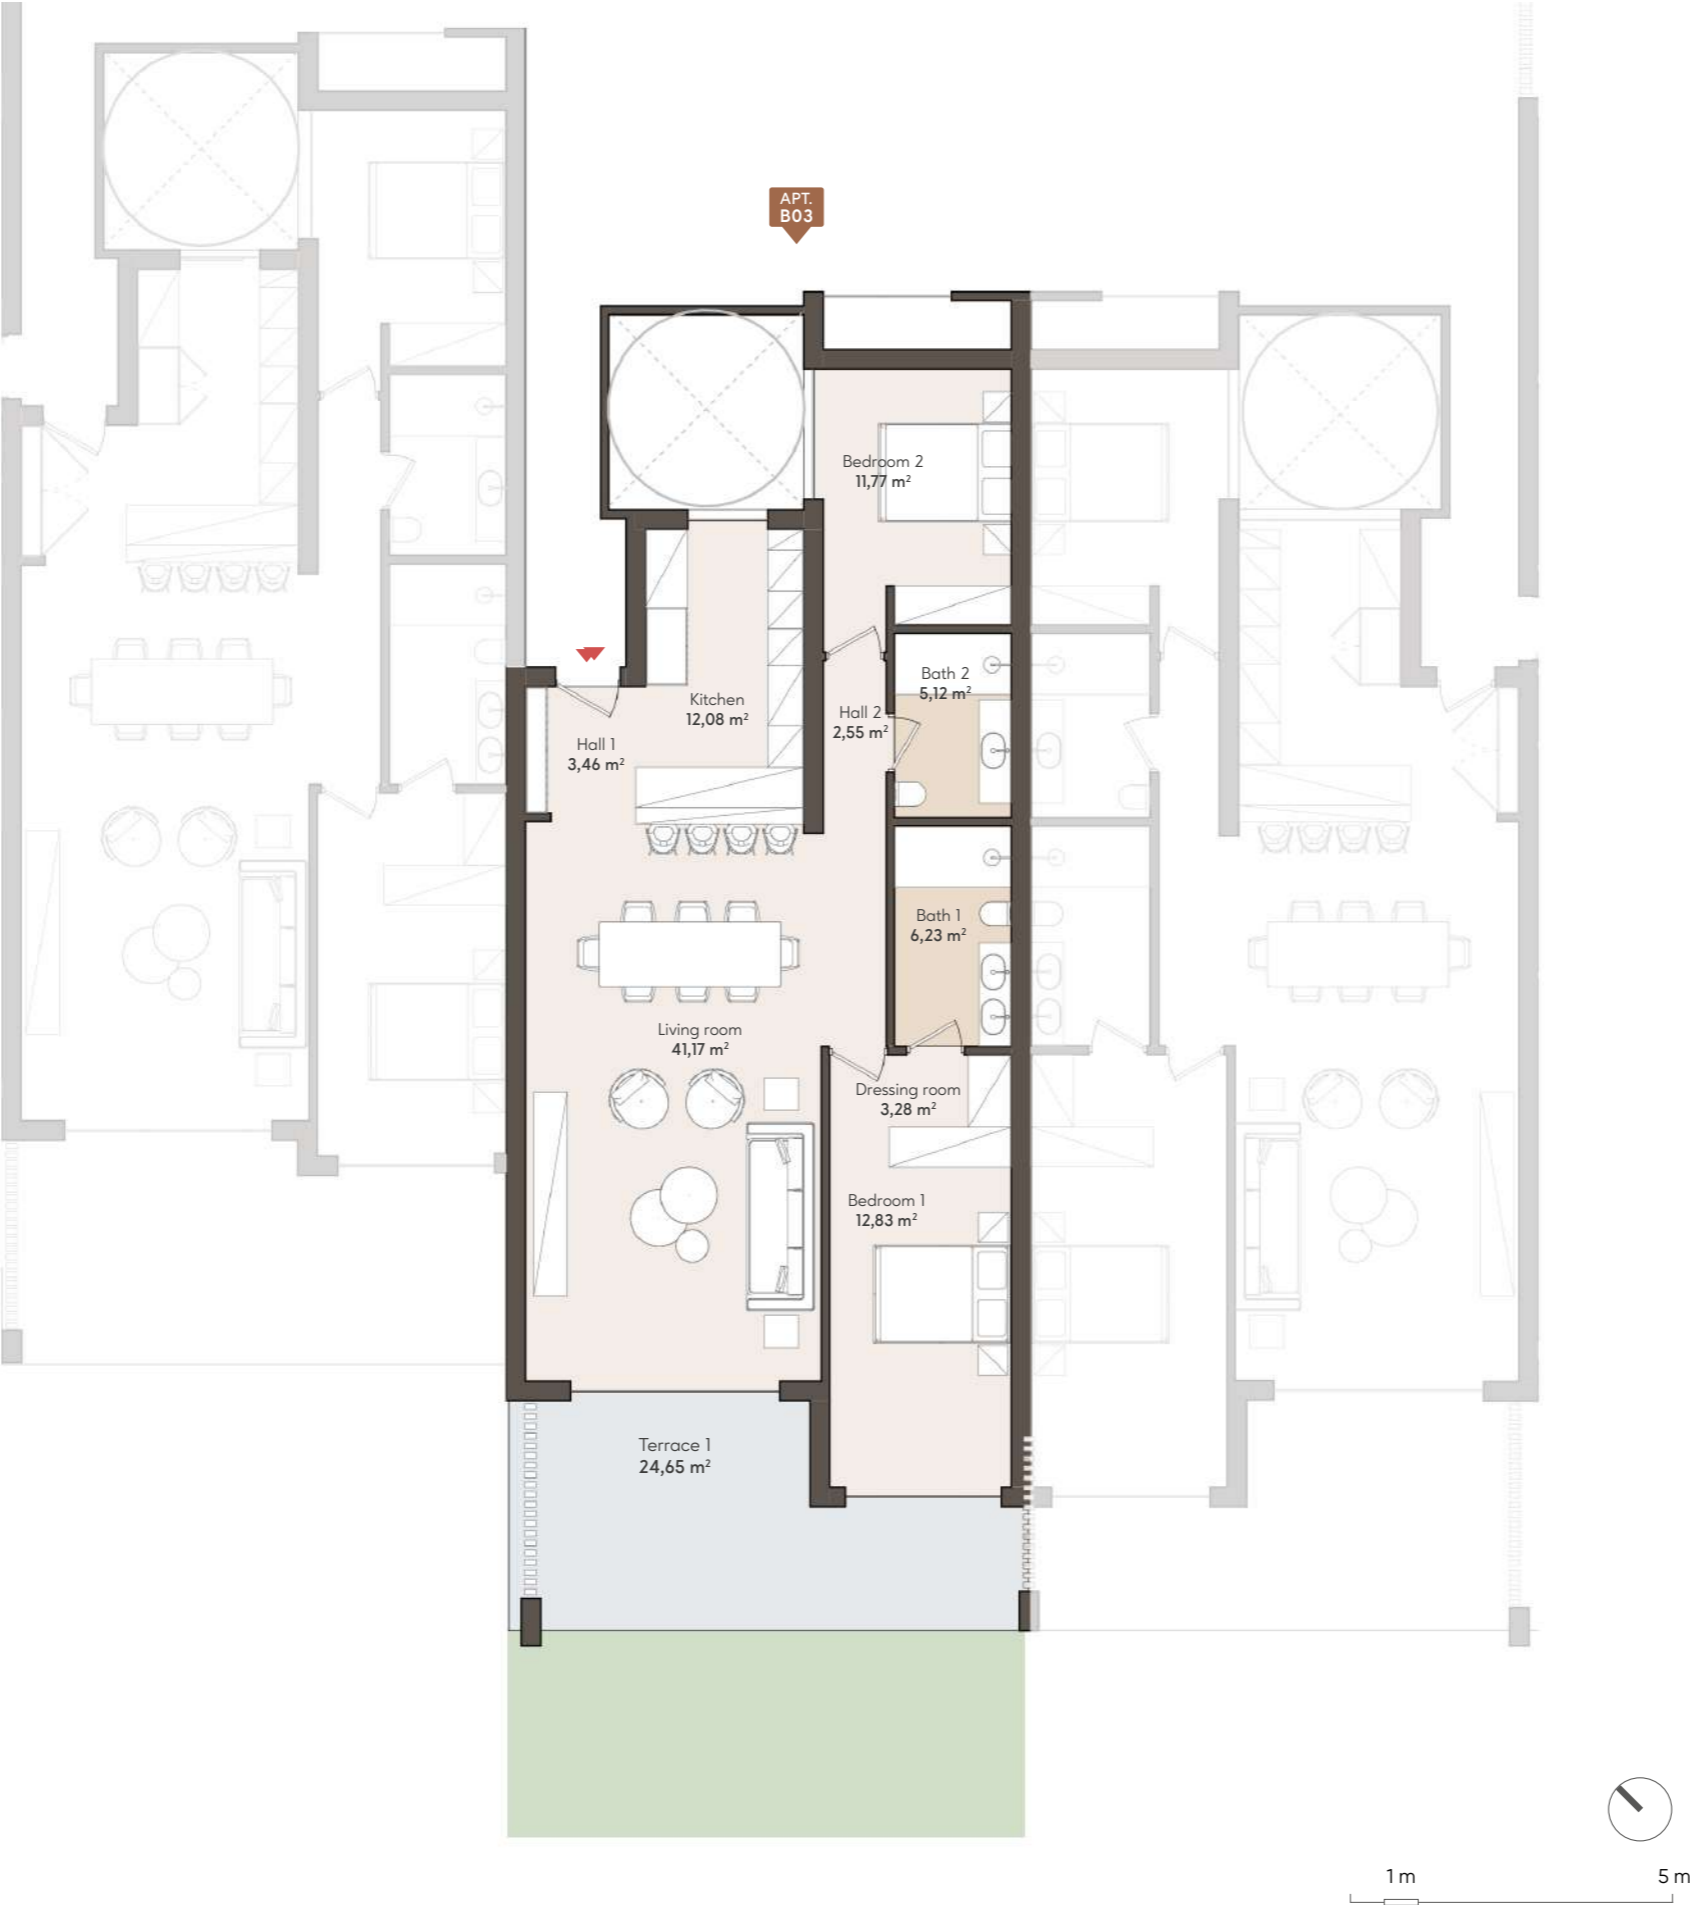 APT.
B03
Bedroom 2
11,77 m²
Kitchen
12,08 m²
Bath 2
5,12 m²
Hall 2
2,55 m²
Hall 1
3,46 m²
Bath 1
6,23 m²
Living room
41,17 m²
Dressing room
3,28 m²
Bedroom 1
12,83 m²
Terrace 1
24,65 m²
1 m
5 m